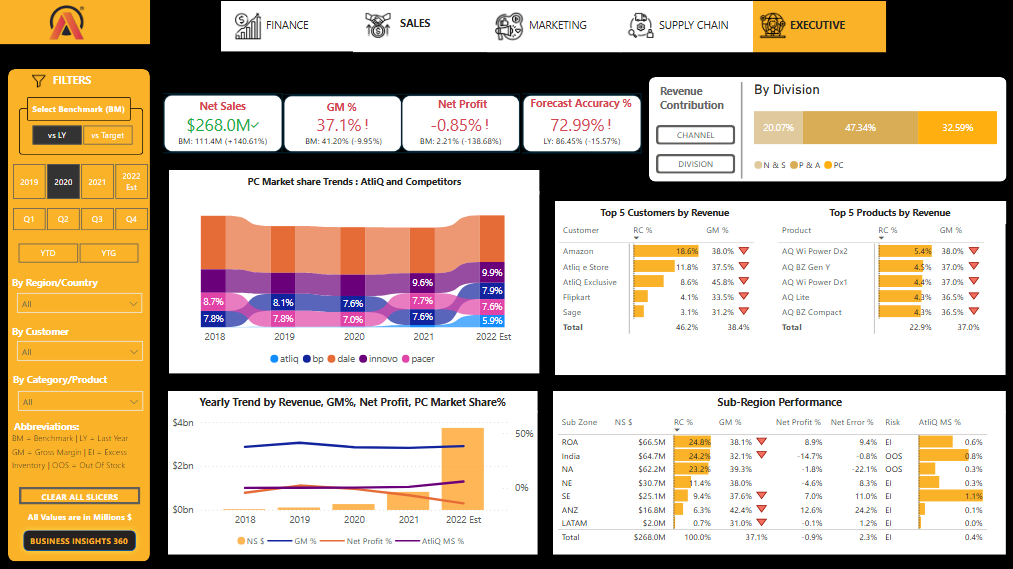 FINANCE
SALES
MARKETING
SUPPLY CHAIN
EXECUTIVE
FILTERS
Select Benchmark (BM)
vs LY
vs Target
2019
2020
2021
2022 Est
Q1
Q2
Q3
Q4
YTD
YTG
By Region/Country
All
By Customer
All
By Category/Product
All
Abbreviations:
BM = Benchmark | LY = Last Year
GM = Gross Margin | EI = Excess
Inventory | OOS = Out Of Stock
CLEAR ALL SLICERS
All Values are in Millions $
BUSINESS INSIGHTS 360
Net Sales
$268.0M✓
BM: 111.4M (+140.61%)
GM %
37.1% !
BM: 41.20% (-9.95%)
Net Profit
-0.85% !
BM: 2.21% (-138.68%)
Forecast Accuracy %
72.99% !
LY: 86.45% (-15.57%)
Revenue
Contribution
CHANNEL
DIVISION
By Division
20.07% 47.34% 32.59%
N & S P & A PC
PC Market share Trends : AtliQ and Competitors
8.7%
7.8%
8.1%
7.8%
7.6%
7.0%
9.6%
7.7%
7.6%
9.9%
7.9%
7.6%
5.9%
2018 2019 2020 2021 2022 Est
atliq bp dale innovo pacer
Top 5 Customers by Revenue
Customer RC % GM %
Amazon 18.6% 38.0%
Atliq e Store 11.8% 37.5%
AtliQ Exclusive 8.6% 45.8%
Flipkart 4.1% 33.5%
Sage 3.1% 31.2%
Total 46.2% 38.4%
Top 5 Products by Revenue
Product RC % GM %
AQ Wi Power Dx2 5.4% 38.0%
AQ BZ Gen Y 4.5% 37.0%
AQ Wi Power Dx1 4.4% 37.0%
AQ Lite 4.3% 36.5%
AQ BZ Compact 4.3% 36.5%
Total 22.9% 37.0%
Yearly Trend by Revenue, GM%, Net Profit, PC Market Share%
$4bn
$2bn
$0bn
50%
0%
2018 2019 2020 2021 2022 Est
NS $ GM % Net Profit % AtliQ MS %
Sub-Region Performance
Sub Zone NS $ RC % GM % Net Profit % Net Error % Risk AtliQ MS %
ROA $66.5M 24.8% 38.1% 8.9% 9.4% EI 0.6%
India $64.7M 24.2% 32.1% -14.7% -0.8% OOS 0.8%
NA $62.2M 23.2% 39.3% -1.8% -22.1% OOS 0.3%
NE $30.7M 11.4% 38.0% -4.6% 8.3% EI 0.3%
SE $25.1M 9.4% 37.6% 7.0% 11.0% EI 1.1%
ANZ $16.8M 6.3% 42.4% 12.6% 24.2% EI 0.1%
LATAM $2.0M 0.7% 31.0% -0.1% 1.2% EI 0.0%
Total $268.0M 100.0% 37.1% -0.9% 2.3% EI 0.4%